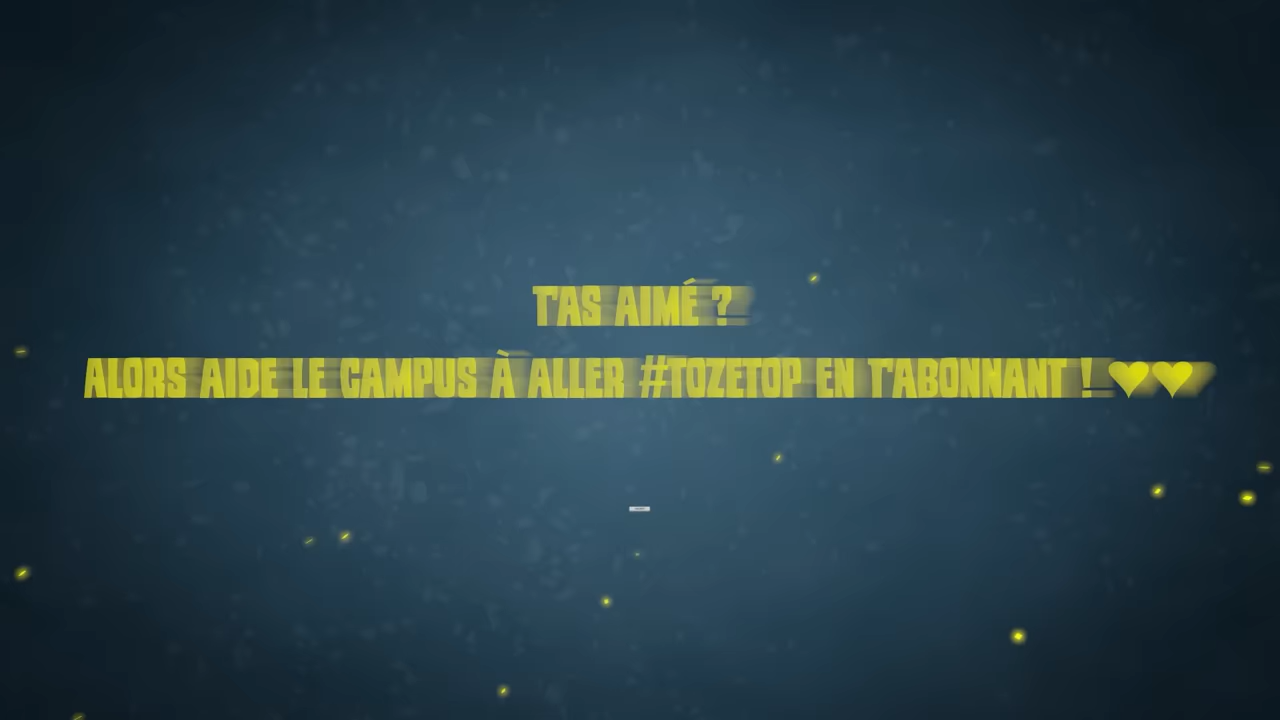 T'AS AIMÉ ?
ALORS AIDE LE CAMPUS À ALLER #TOZETOP EN T'ABONNANT ! ♥♥